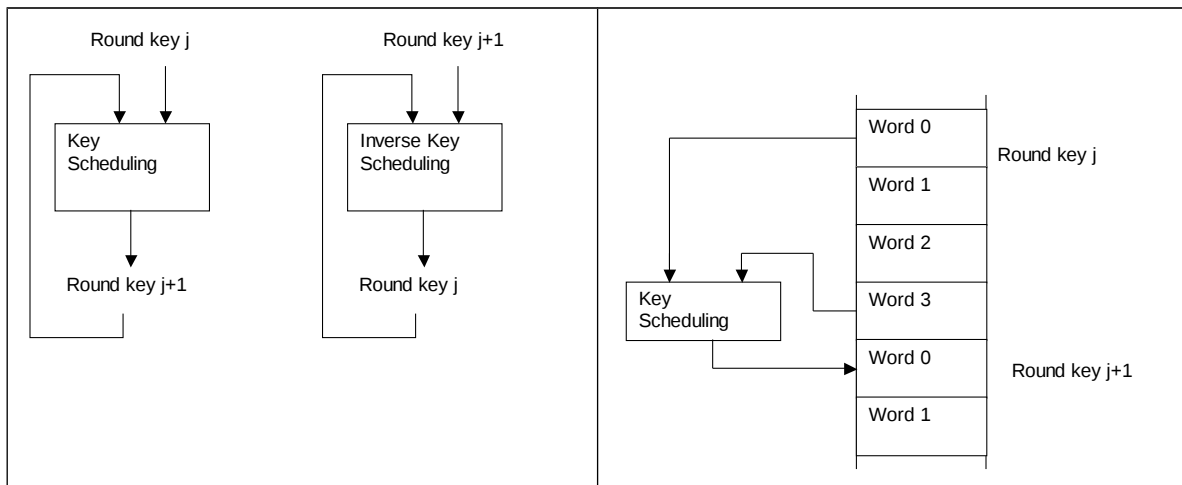 Round key j
Round key j+1
Key
Scheduling
Inverse Key
Scheduling
Round key j+1
Round key j
Word 0
Round key j
Word 1
Word 2
Key
Scheduling
Word 3
Word 0
Round key j+1
Word 1